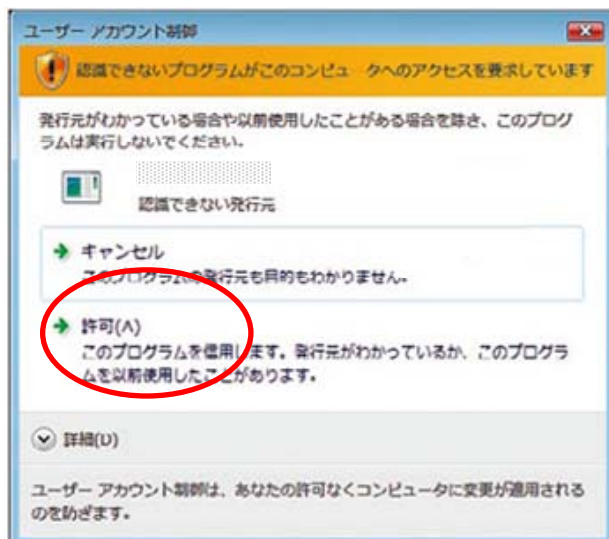 ユーザー アカウント制御
認識できないプログラムがこのコンピュータへのアクセスを要求しています
発行元がわかっている場合や以前使用したことがある場合を除き、このプログ
ラムは実行しないでください。
認識できない発行元
キャンセル
このプログラムの発行元も目的もわかりません。
許可(A)
このプログラムを信用します。発行元がわかっているか、このプログラ
ムを以前使用したことがあります。
詳細(D)
ユーザー アカウント制御は、あなたの許可なくコンピュータに変更が適用される
のを防ぎます。